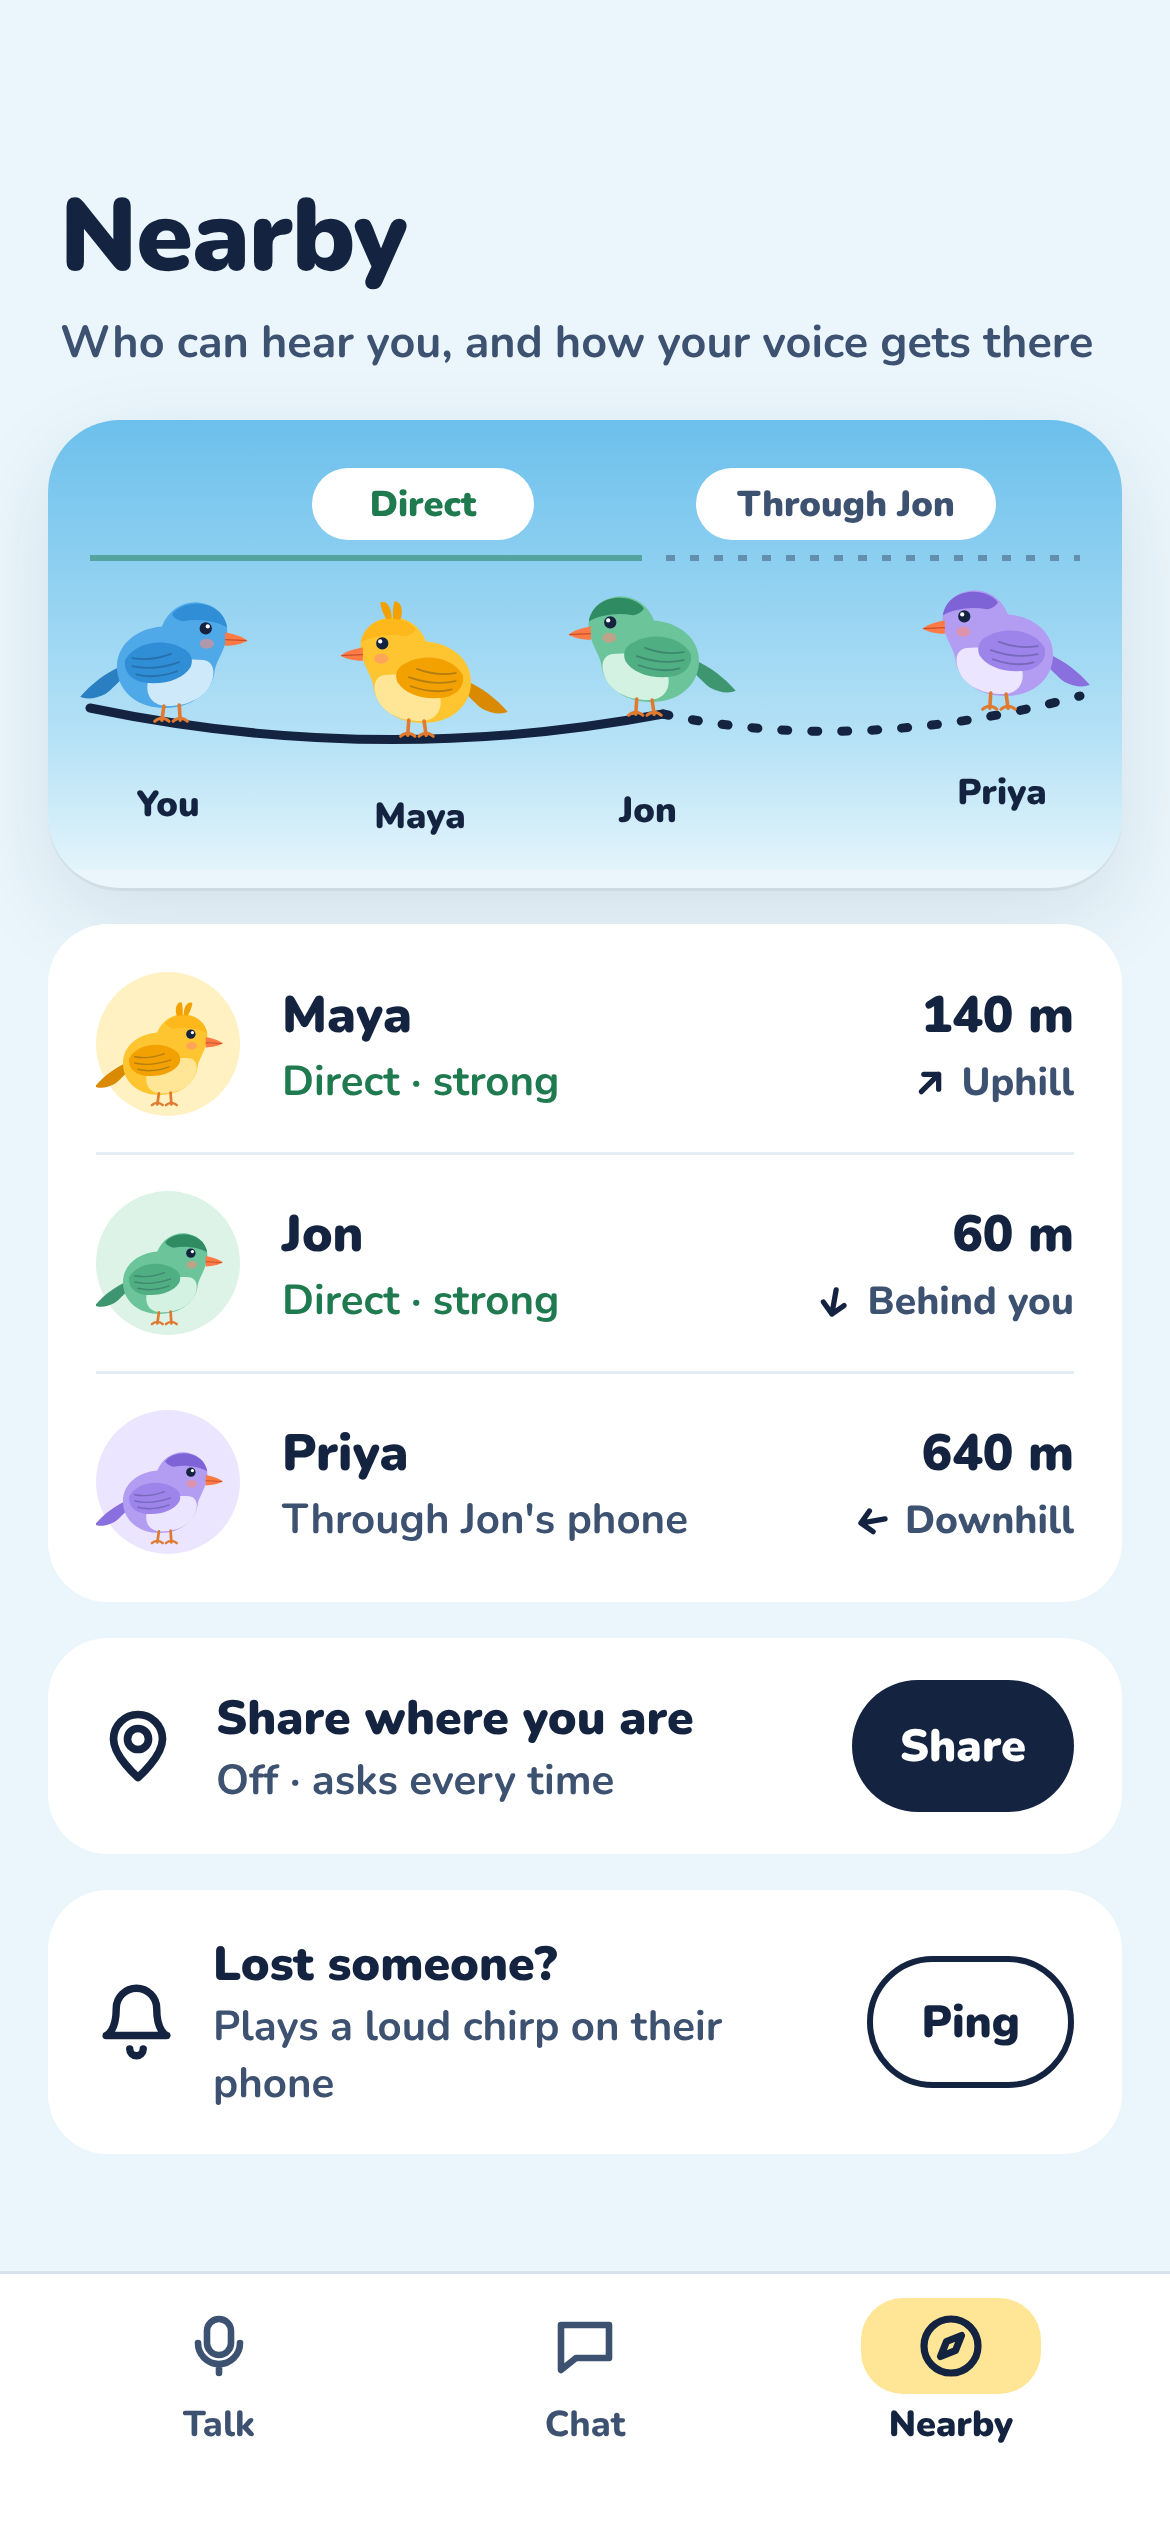 Nearby
Who can hear you, and how your voice gets there
Direct
Through Jon
You
Maya
Jon
Priya
Maya
140 m
Direct · strong
↗ Uphill
Jon
60 m
Direct · strong
↓ Behind you
Priya
640 m
Through Jon's phone
← Downhill
Share where you are
Off · asks every time
Share
Lost someone?
Plays a loud chirp on their
phone
Ping
Talk
Chat
Nearby